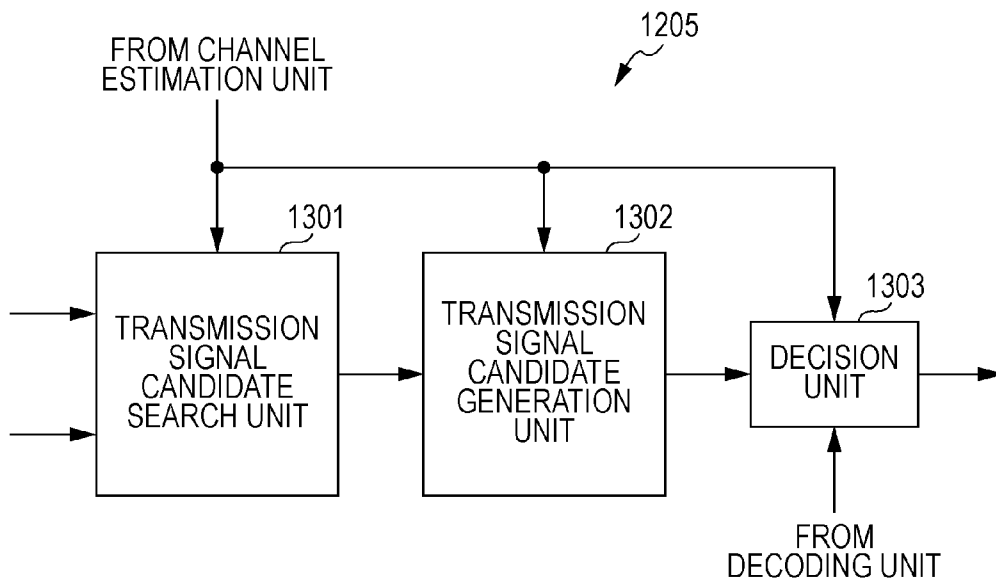 1205
FROM CHANNEL
ESTIMATION UNIT
1301
TRANSMISSION
SIGNAL
CANDIDATE
SEARCH UNIT
1302
TRANSMISSION
SIGNAL
CANDIDATE
GENERATION
UNIT
1303
DECISION
UNIT
FROM
DECODING UNIT